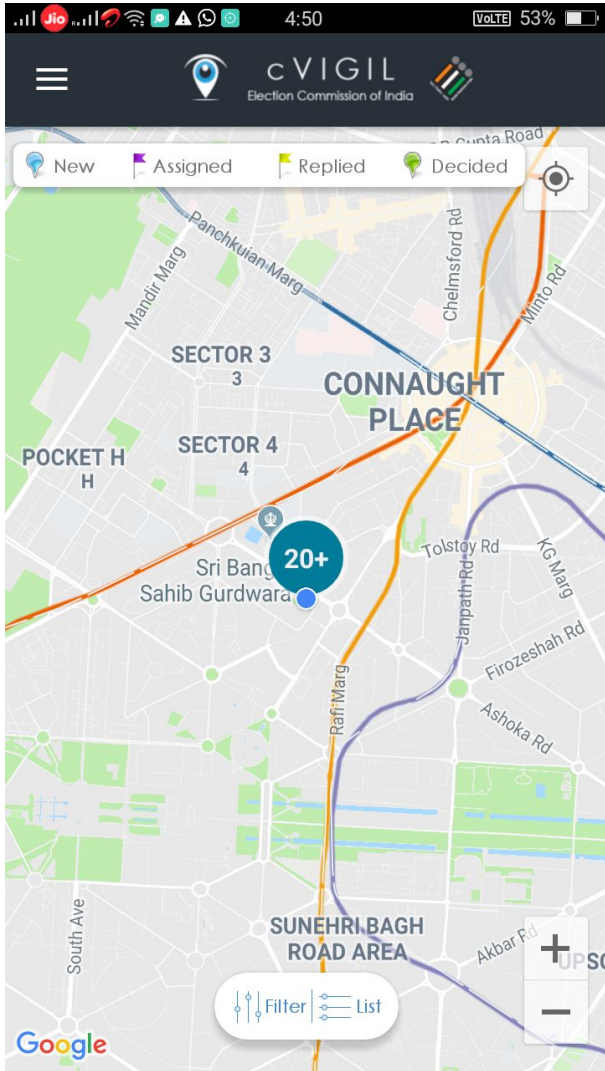 Jio
4:50
VoLTE 53%
cVIGIL
Election Commission of India
New
Assigned
Replied
Decided
Gupta Road
Panchkuian Marg
Mandir Marg
Chelmsford Rd
Minto Rd
SECTOR 3
3
CONNAUGHT
PLACE
SECTOR 4
4
POCKET H
H
20+
Sri Bang
Sahib Gurdwara
Tolstoy Rd
KG Marg
Janpath Rd
Firozeshah Rd
Rafi Marg
Ashoka Rd
South Ave
SUNEHRI BAGH
ROAD AREA
Akbar Rd
UPSC
Filter
List
Google